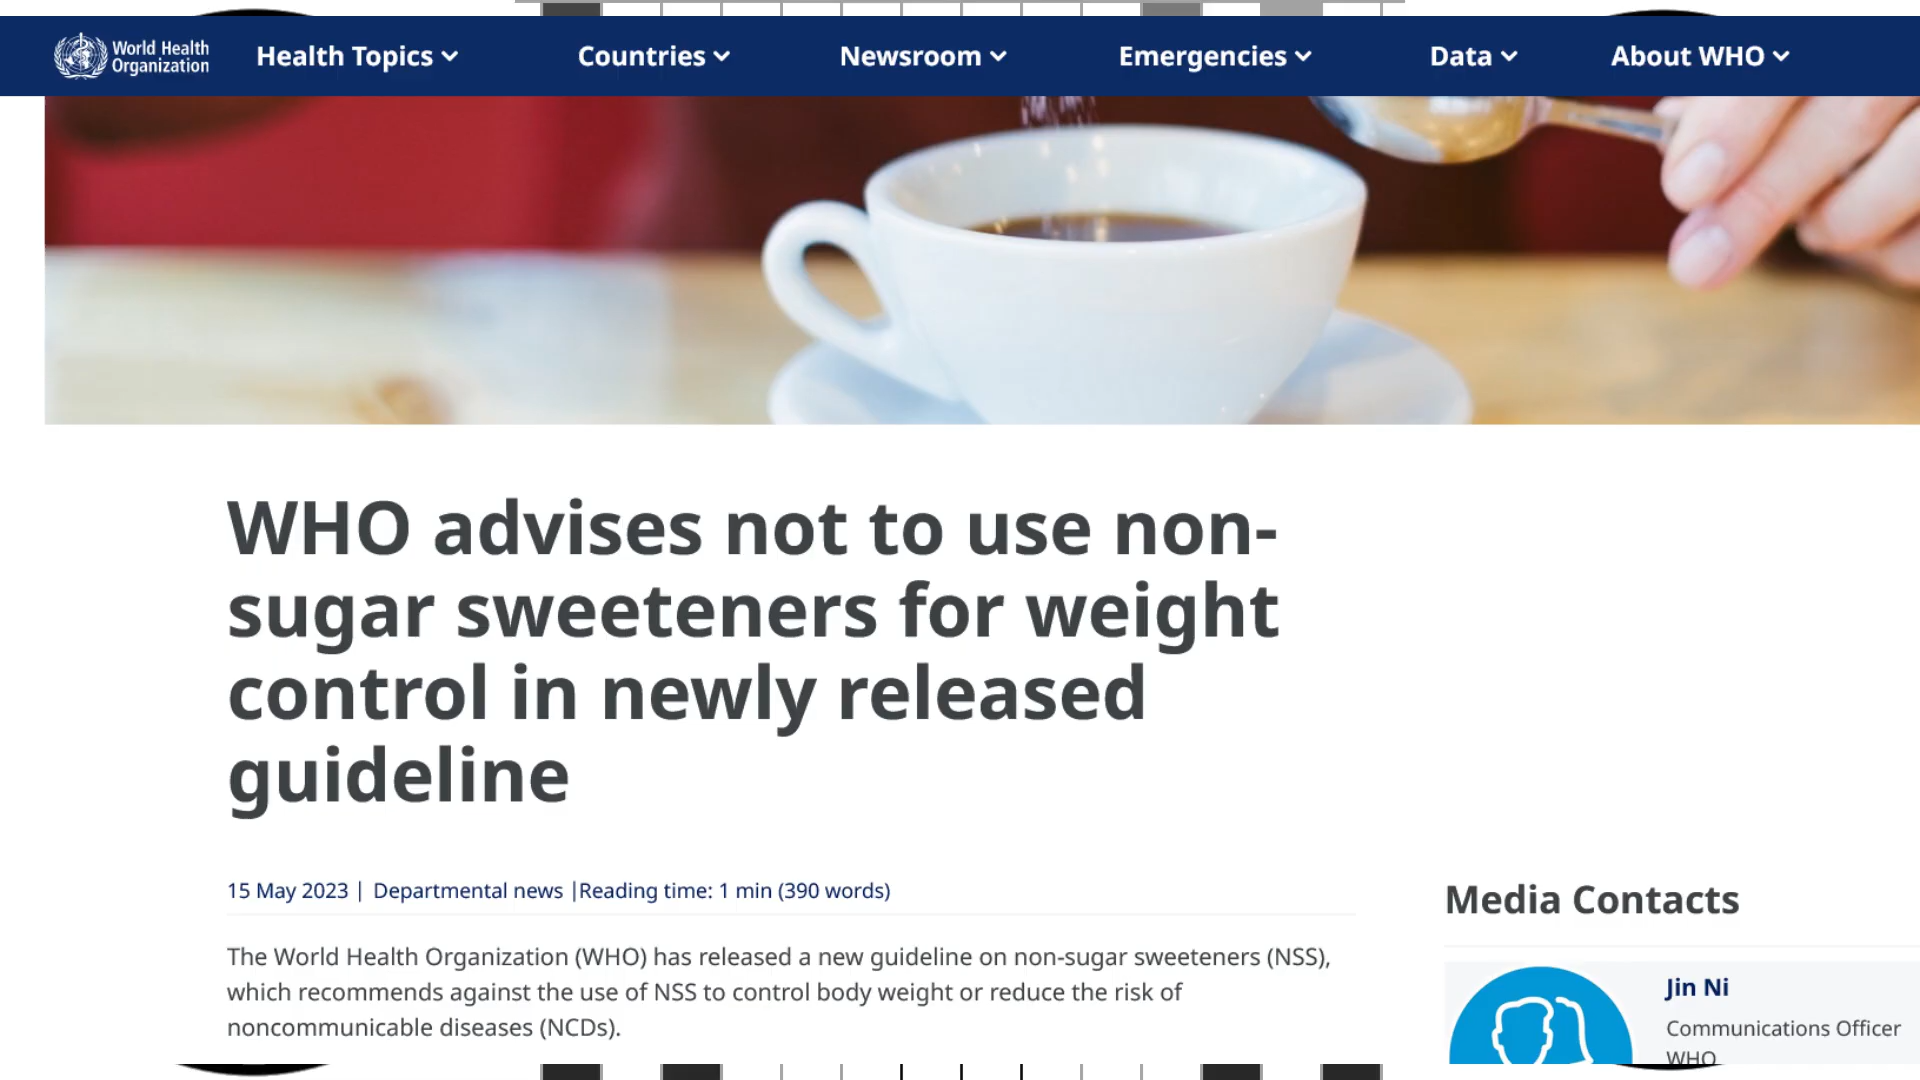 World Health
Organization
Health Topics
Countries
Newsroom
Emergencies
Data
About WHO
WHO advises not to use non-
sugar sweeteners for weight
control in newly released
guideline
15 May 2023 | Departmental news |Reading time: 1 min (390 words)
The World Health Organization (WHO) has released a new guideline on non-sugar sweeteners (NSS),
which recommends against the use of NSS to control body weight or reduce the risk of
noncommunicable diseases (NCDs).
Media Contacts
Jin Ni
Communications Officer
WHO